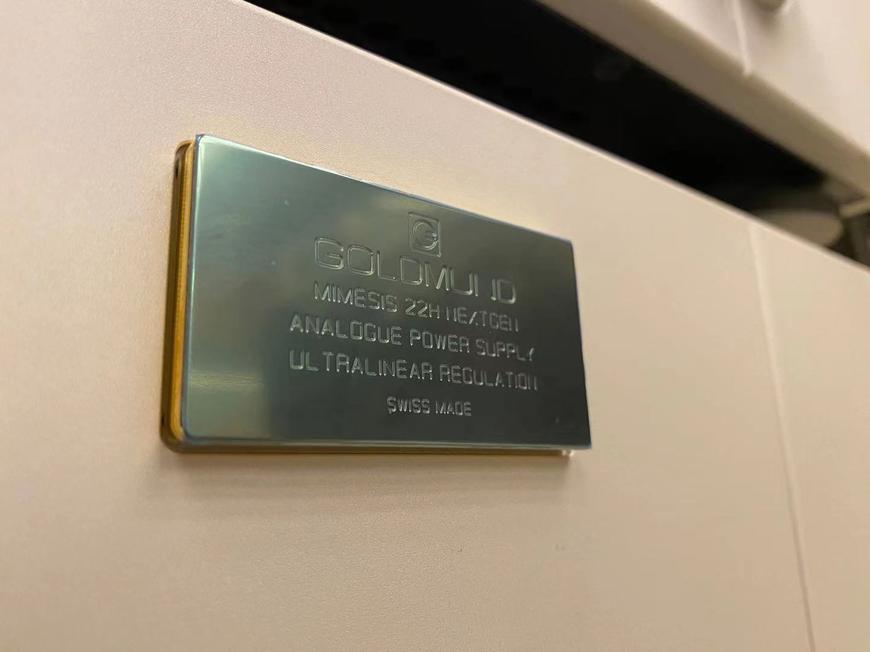 G
GOLDMUND
MIMESIS 22H NEXTGEN
ANALOGUE POWER SUPPLY
ULTRALINEAR REGULATION
SWISS MADE